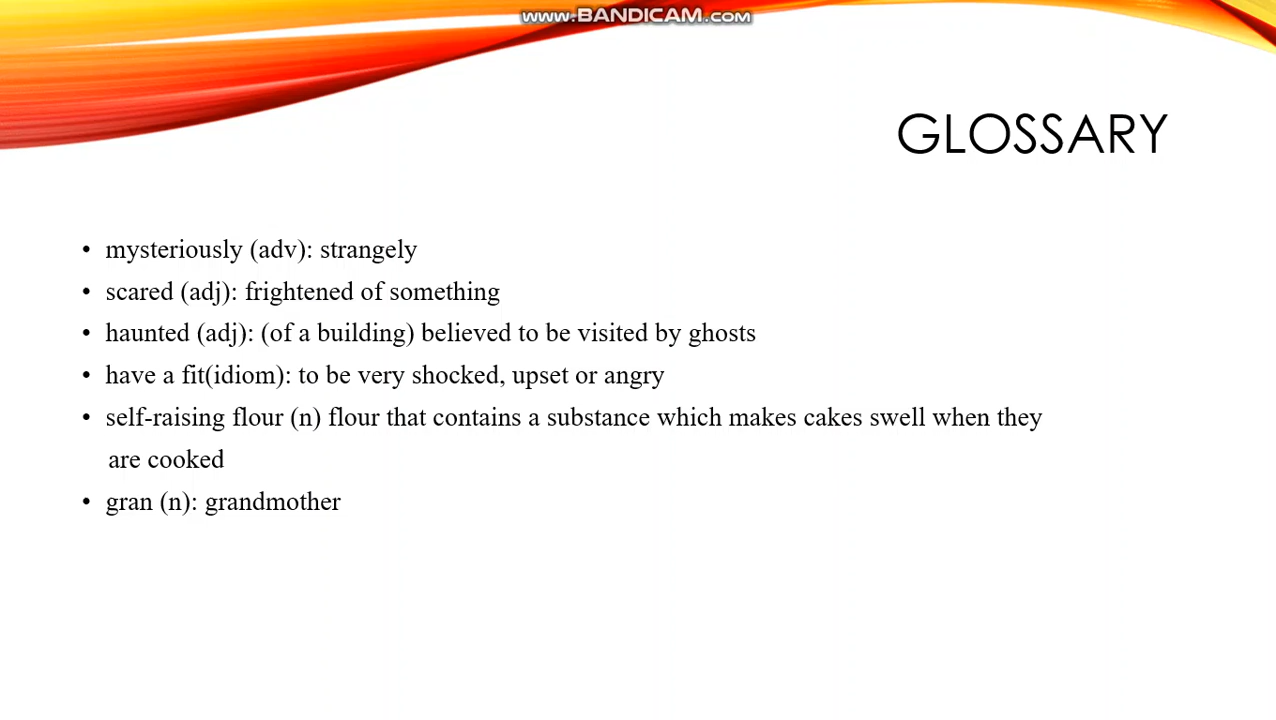 www.BANDICAM.com
GLOSSARY
• mysteriously (adv): strangely
• scared (adj): frightened of something
• haunted (adj): (of a building) believed to be visited by ghosts
• have a fit(idiom): to be very shocked, upset or angry
• self-raising flour (n) flour that contains a substance which makes cakes swell when they
are cooked
• gran (n): grandmother